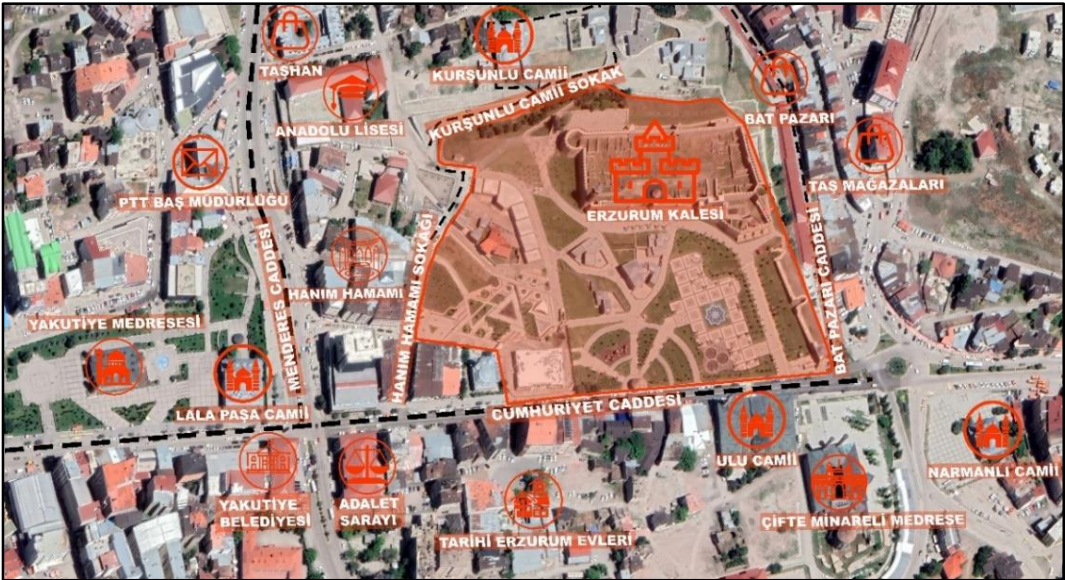 TAŞHAN
KURŞUNLU CAMİİ
KURŞUNLU CAMİİ SOKAK
ANADOLU LİSESİ
BAT PAZARI
TAŞ MAĞAZALARI
PTT BAŞ MÜDÜRLÜĞÜ
ERZURUM KALESİ
MENDERES CADDESİ
HANIM HAMAMI
HANIM HAMAMI SOKAĞI
BAT PAZARI CADDESİ
YAKUTİYE MEDRESESİ
LALA PAŞA CAMİİ
CUMHURİYET CADDESİ
ULU CAMİİ
NARMANLI CAMİİ
YAKUTİYE
BELEDİYESİ
ADALET
SARAYI
TARİHİ ERZURUM EVLERİ
ÇİFTE MİNARELİ MEDRESE